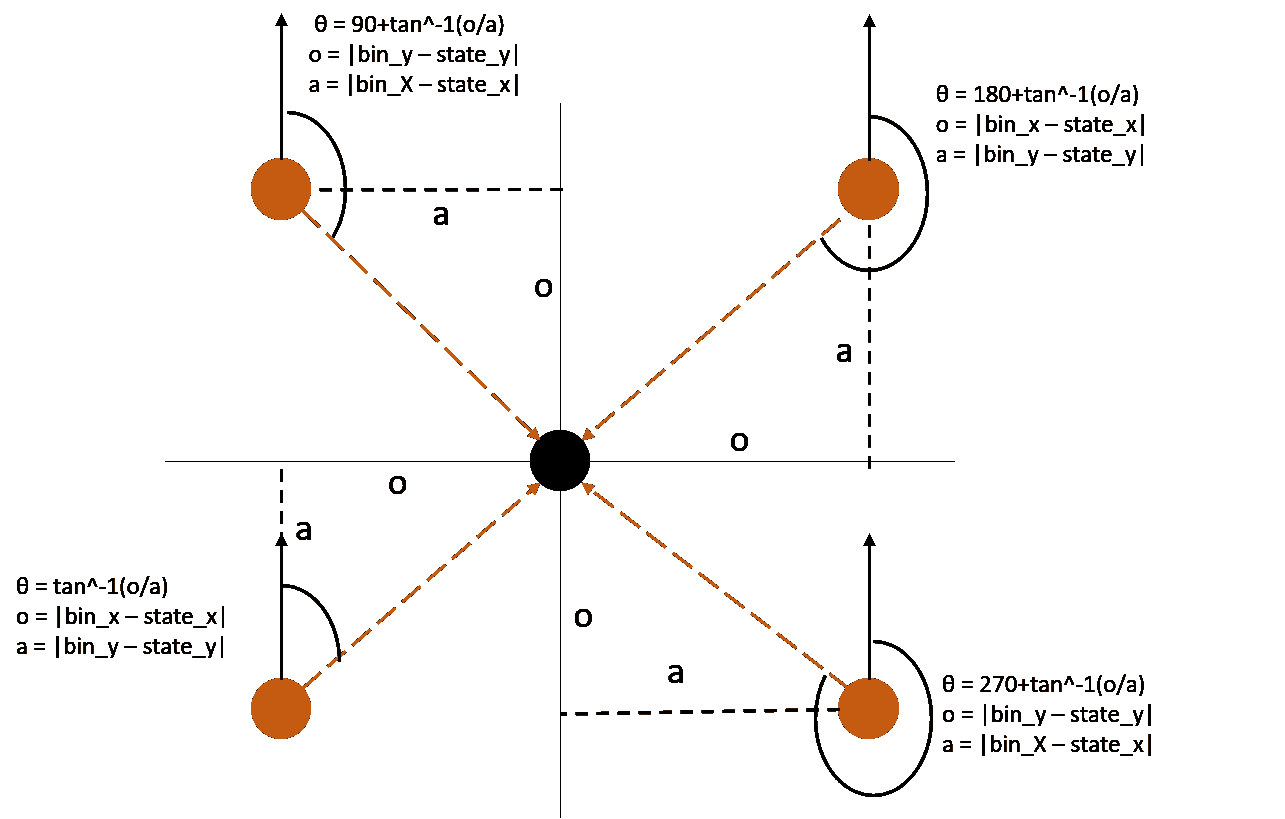 θ = 90+tan^-1(o/a)
o = |bin_y – state_y|
a = |bin_X – state_x|
θ = 180+tan^-1(o/a)
o = |bin_x – state_x|
a = |bin_y – state_y|
a
o
a
o
o
a
θ = tan^-1(o/a)
o = |bin_x – state_x|
a = |bin_y – state_y|
o
a
θ = 270+tan^-1(o/a)
o = |bin_y – state_y|
a = |bin_X – state_x|